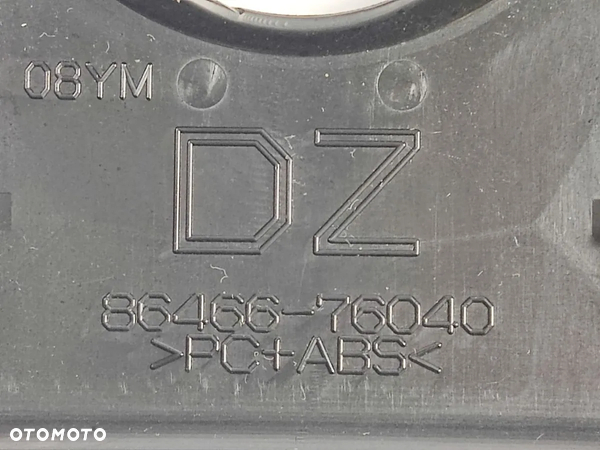 08YM
DZ
86466-76040
>PC+ABS<
OTOMOTO